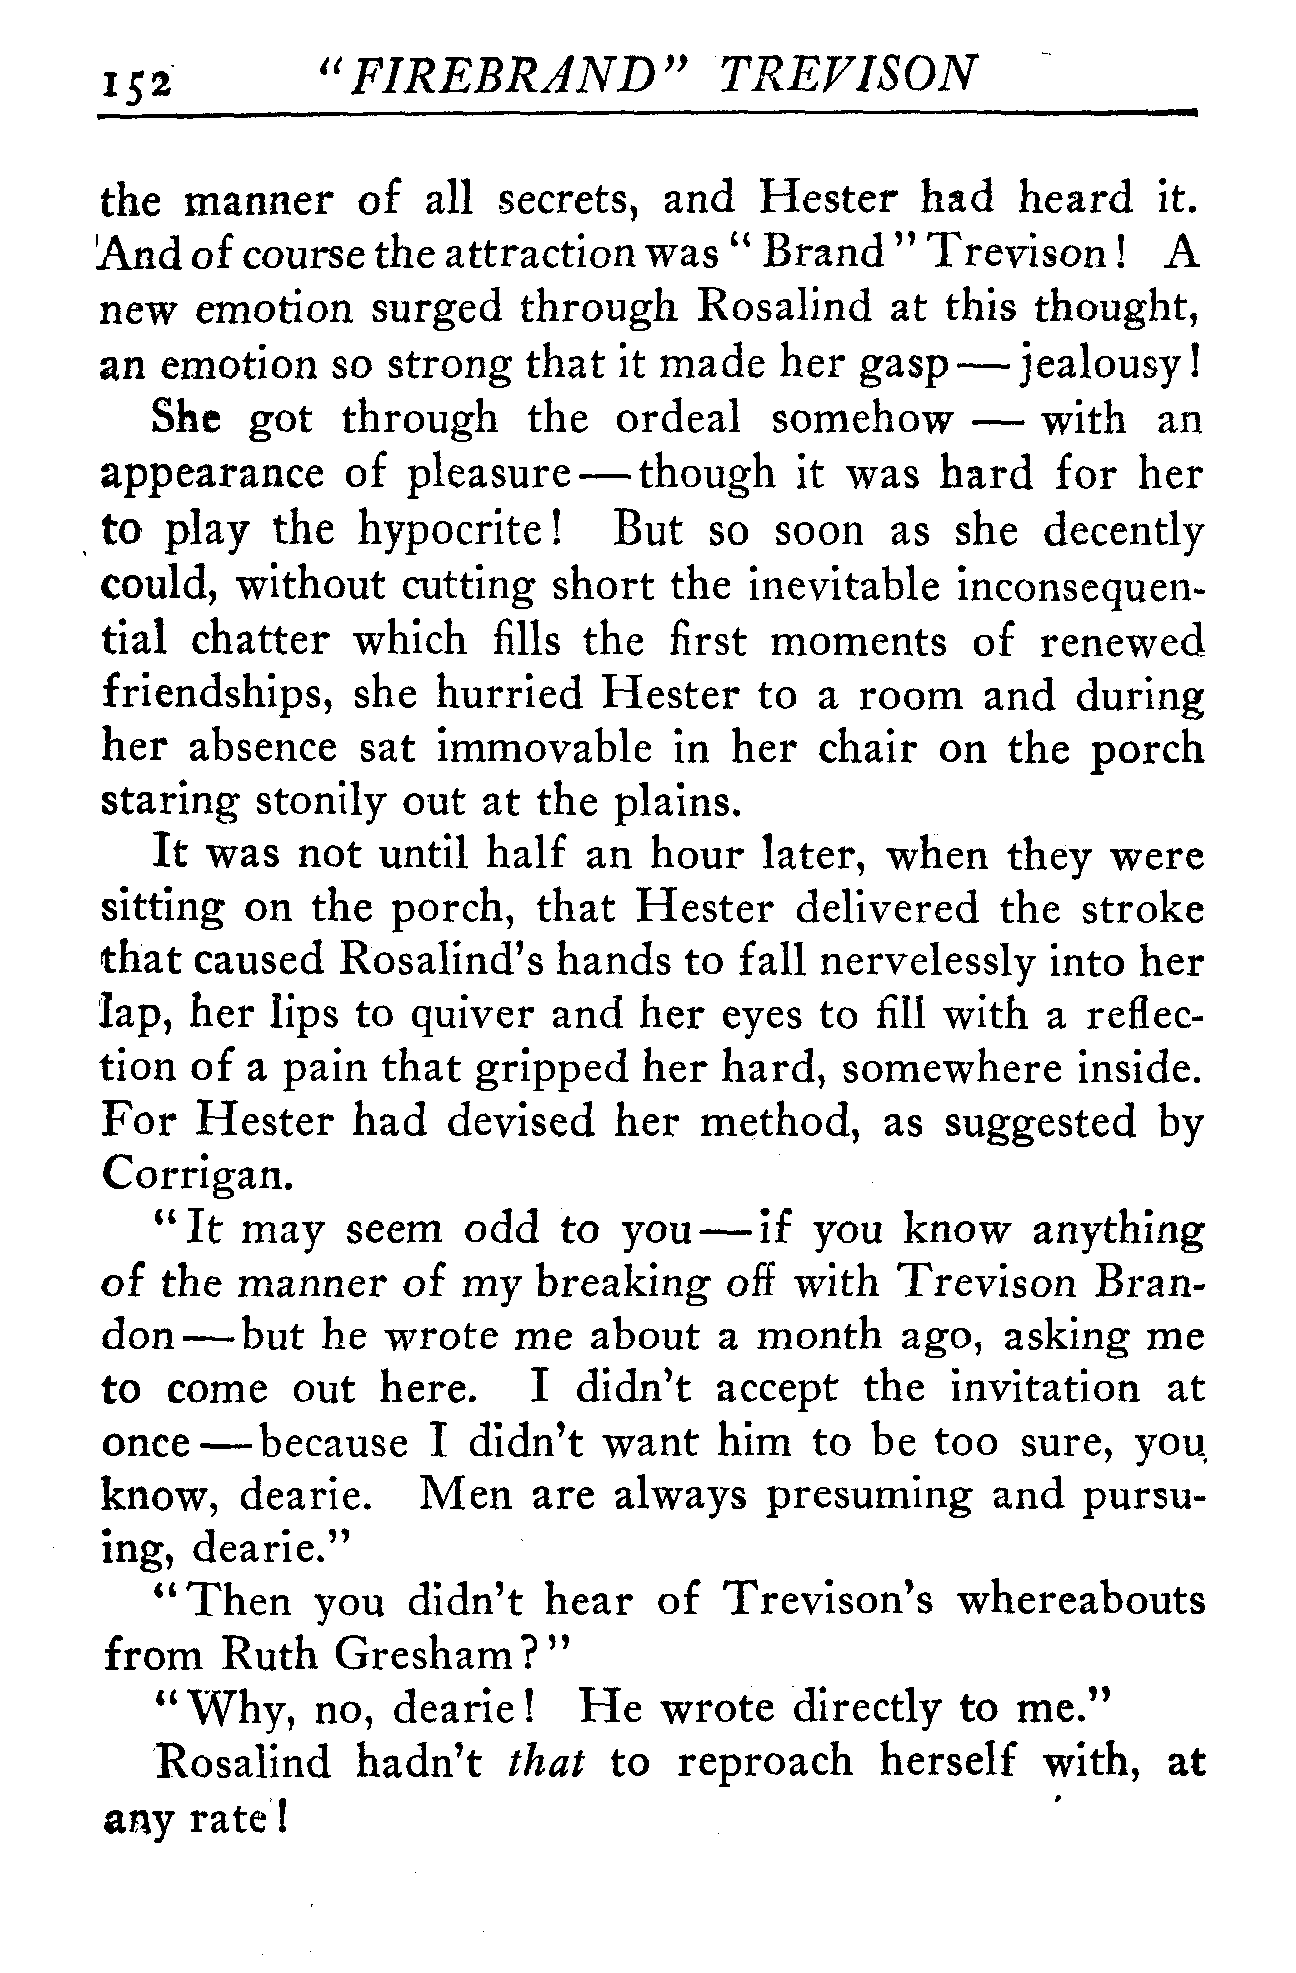 152 "FIREBRAND" TREVISON
the manner of all secrets, and Hester had heard it.
And of course the attraction was "Brand" Trevison! A
new emotion surged through Rosalind at this thought,
an emotion so strong that it made her gasp—jealousy!
She got through the ordeal somehow — with an
appearance of pleasure—though it was hard for her
to play the hypocrite! But so soon as she decently
could, without cutting short the inevitable inconsequen-
tial chatter which fills the first moments of renewed
friendships, she hurried Hester to a room and during
her absence sat immovable in her chair on the porch
staring stonily out at the plains.
It was not until half an hour later, when they were
sitting on the porch, that Hester delivered the stroke
that caused Rosalind's hands to fall nervelessly into her
lap, her lips to quiver and her eyes to fill with a reflec-
tion of a pain that gripped her hard, somewhere inside.
For Hester had devised her method, as suggested by
Corrigan.
"It may seem odd to you—if you know anything
of the manner of my breaking off with Trevison Bran-
don—but he wrote me about a month ago, asking me
to come out here. I didn't accept the invitation at
once—because I didn't want him to be too sure, you
know, dearie. Men are always presuming and pursu-
ing, dearie."
"Then you didn't hear of Trevison's whereabouts
from Ruth Gresham?"
"Why, no, dearie! He wrote directly to me."
Rosalind hadn't that to reproach herself with, at
any rate!